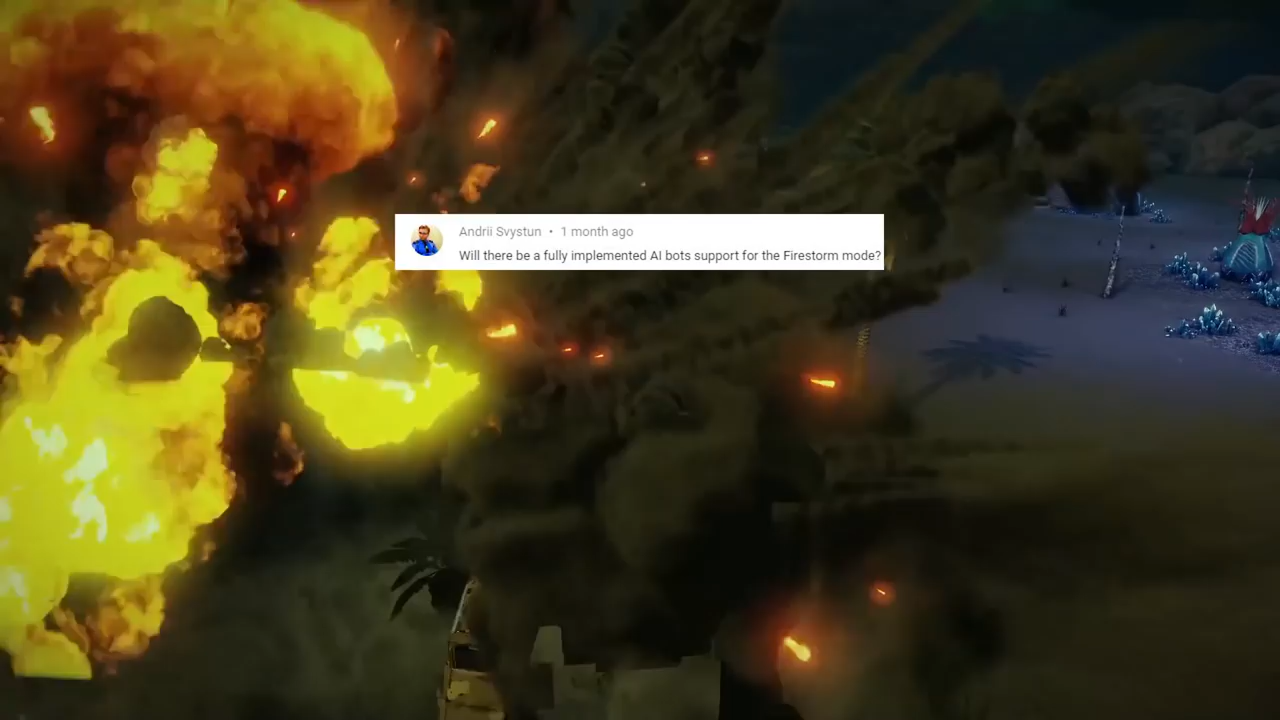 Andrii Svystun • 1 month ago
Will there be a fully implemented AI bots support for the Firestorm mode?